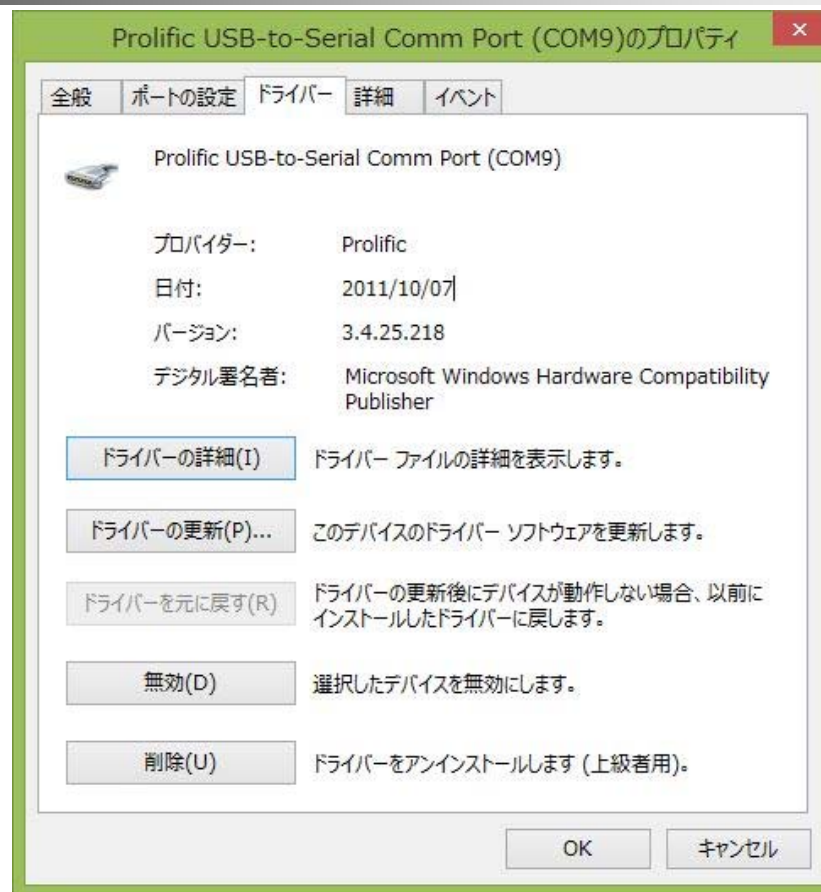 Prolific USB-to-Serial Comm Port (COM9)のプロパティ
全般 ポートの設定 ドライバー 詳細 イベント
Prolific USB-to-Serial Comm Port (COM9)
プロバイダー: Prolific
日付: 2011/10/07
バージョン: 3.4.25.218
デジタル署名者: Microsoft Windows Hardware Compatibility
Publisher
ドライバーの詳細(I) ドライバー ファイルの詳細を表示します。
ドライバーの更新(P)... このデバイスのドライバー ソフトウェアを更新します。
ドライバーを元に戻す(R) ドライバーの更新後にデバイスが動作しない場合、以前に
インストールしたドライバーに戻します。
無効(D) 選択したデバイスを無効にします。
削除(U) ドライバーをアンインストールします (上級者用)。
OK キャンセル